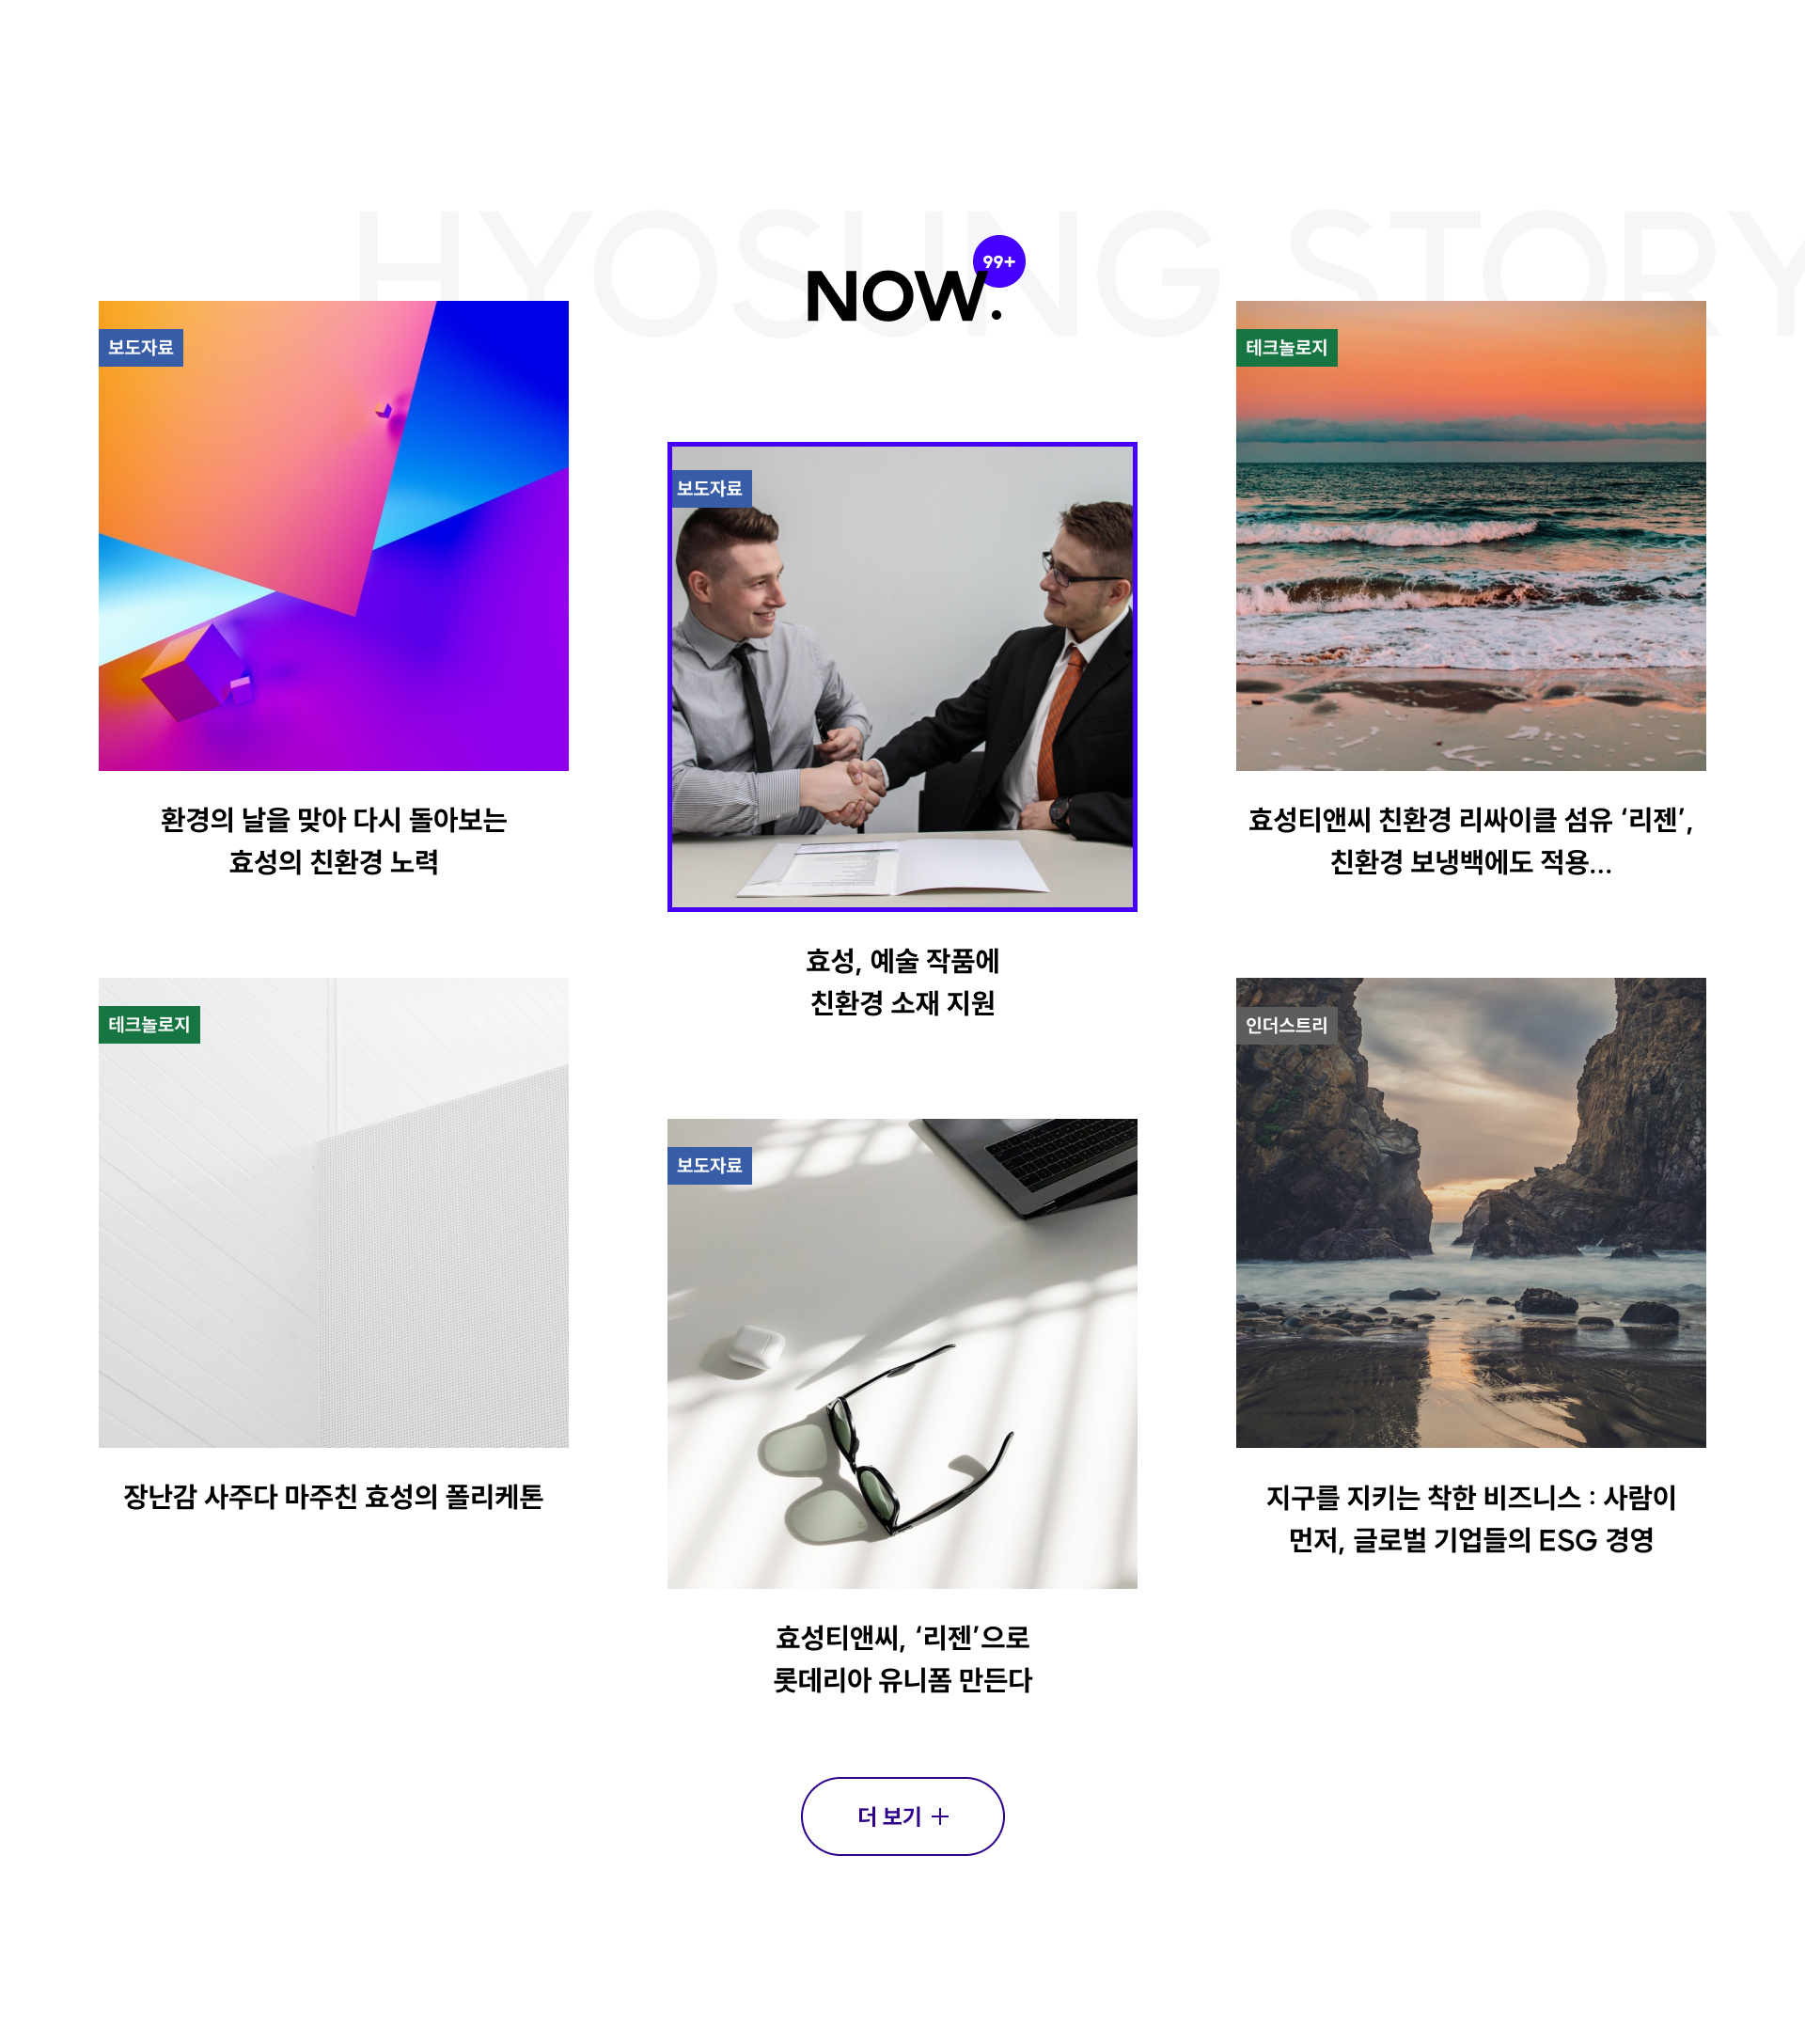 HYOSUNG STORY
NOW.
99+
보도자료
환경의 날을 맞아 다시 돌아보는
효성의 친환경 노력
보도자료
효성, 예술 작품에
친환경 소재 지원
테크놀로지
효성티앤씨 친환경 리싸이클 섬유 ‘리젠’,
친환경 보냉백에도 적용...
테크놀로지
장난감 사주다 마주친 효성의 폴리케톤
보도자료
효성티앤씨, ‘리젠’으로
롯데리아 유니폼 만든다
인더스트리
지구를 지키는 착한 비즈니스 : 사람이
먼저, 글로벌 기업들의 ESG 경영
더 보기 +